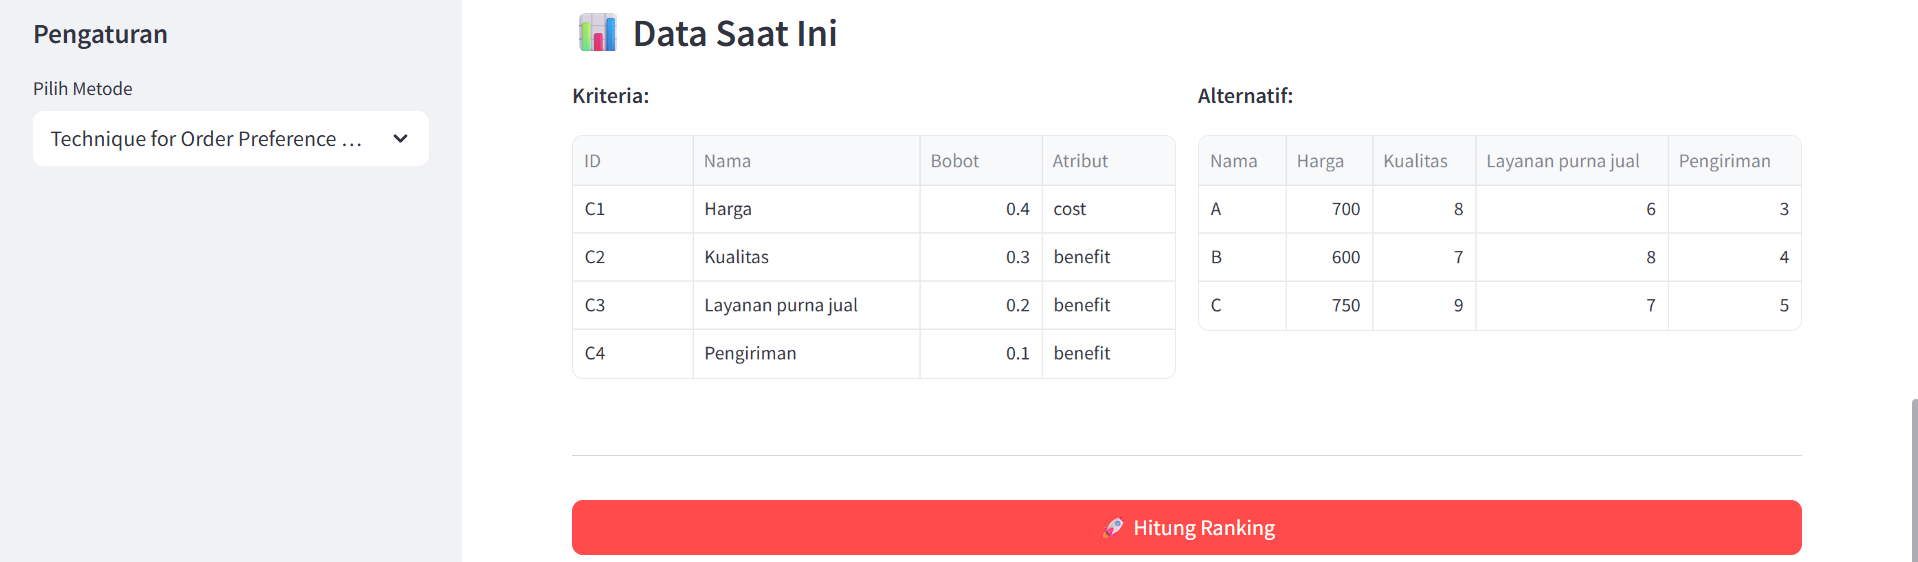 Pengaturan
Pilih Metode
Technique for Order Preference ...
Data Saat Ini
Kriteria:
ID Nama Bobot Atribut
C1 Harga 0.4 cost
C2 Kualitas 0.3 benefit
C3 Layanan purna jual 0.2 benefit
C4 Pengiriman 0.1 benefit
Alternatif:
Nama Harga Kualitas Layanan purna jual Pengiriman
A 700 8 6 3
B 600 7 8 4
C 750 9 7 5
🚀 Hitung Ranking